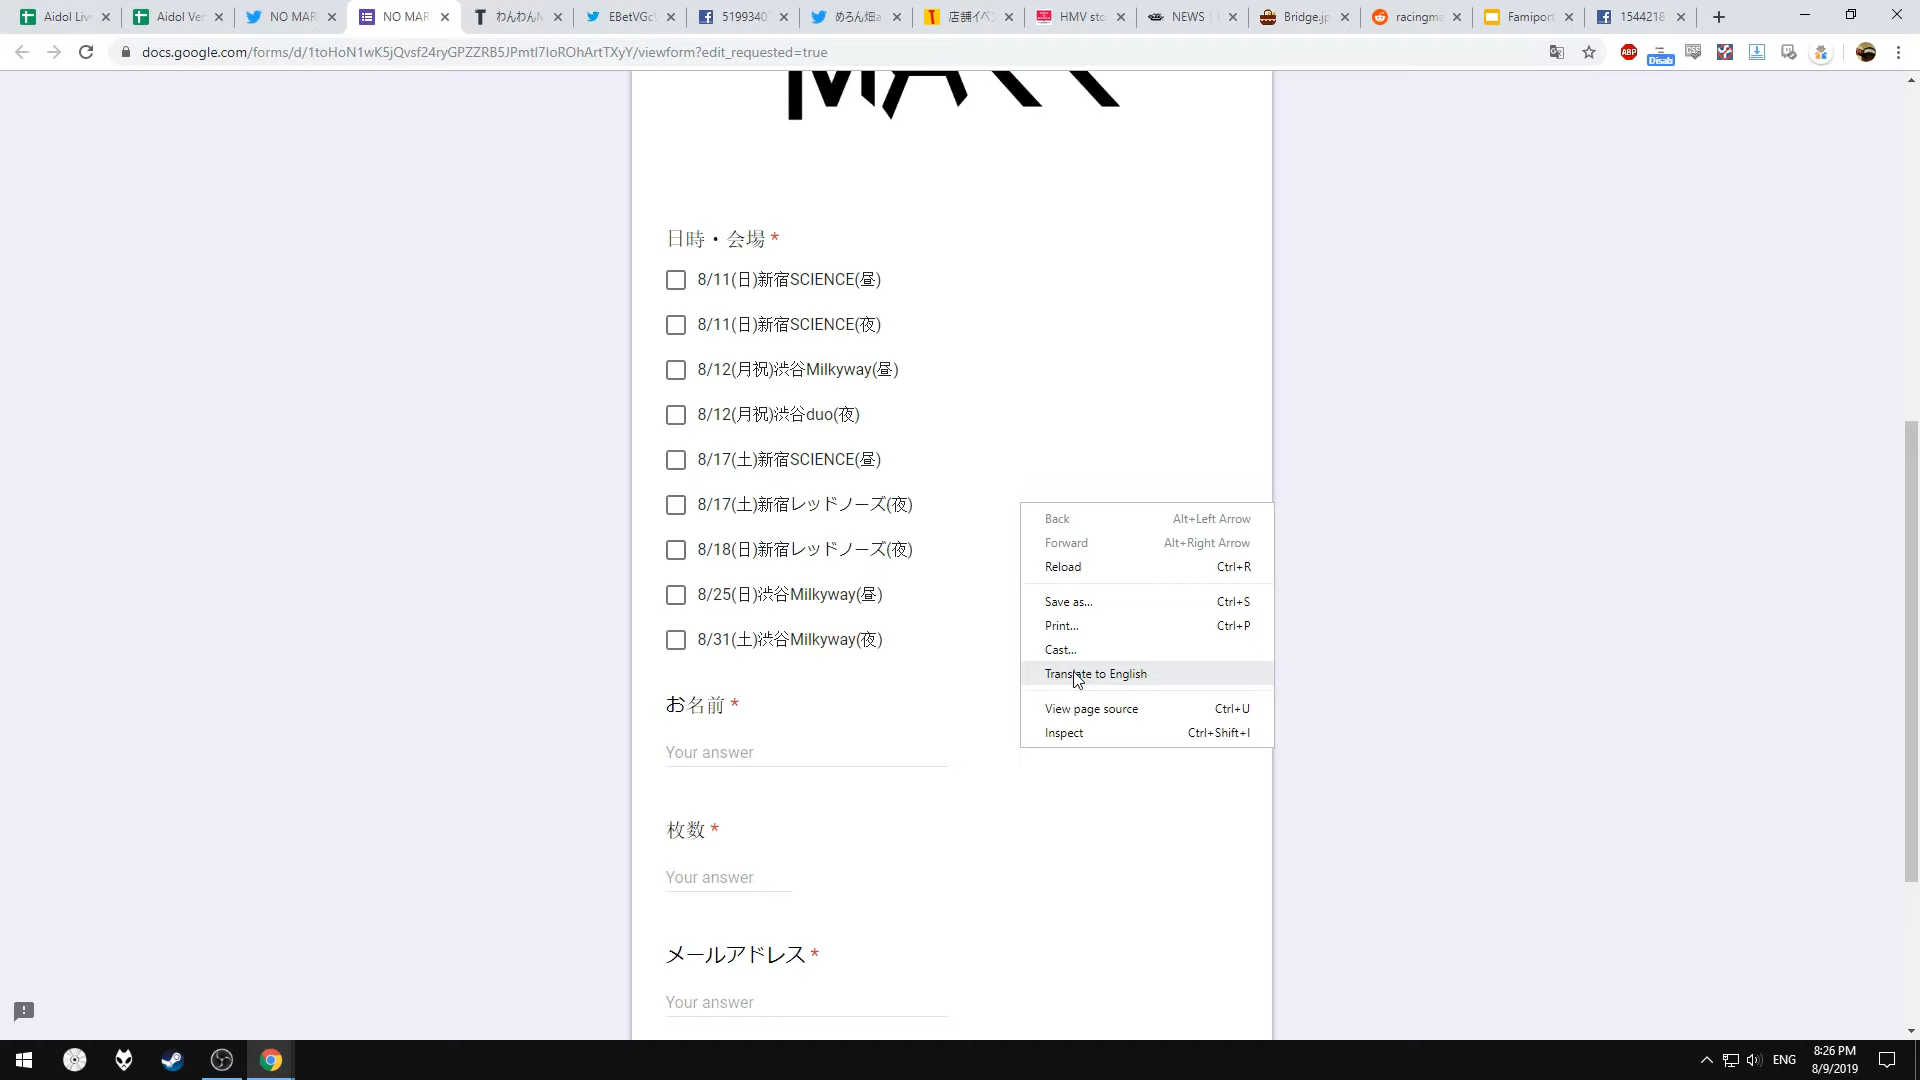 Aidol Live
Aidol Ver
NO MAR
NO MAR
わんわんN
EBetVGc
5199340
めろん畑a
店舗イベ
HMV sto
NEWS
Bridge.jp
racingma
Famiport
1544218
docs.google.com/forms/d/1toHoN1wK5jQvsf24ryGPZZRB5JPmtI7IoROhArtTXyY/viewform?edit_requested=true
ABP
Disab
MARK
日時・会場 *
8/11(日)新宿SCIENCE(昼)
8/11(日)新宿SCIENCE(夜)
8/12(月祝)渋谷Milkyway(昼)
8/12(月祝)渋谷duo(夜)
8/17(土)新宿SCIENCE(昼)
8/17(土)新宿レッドノーズ(夜)
8/18(日)新宿レッドノーズ(夜)
8/25(日)渋谷Milkyway(昼)
8/31(土)渋谷Milkyway(夜)
お名前 *
Your answer
枚数 *
Your answer
メールアドレス *
Your answer
Back Alt+Left Arrow
Forward Alt+Right Arrow
Reload Ctrl+R
Save as... Ctrl+S
Print... Ctrl+P
Cast...
Translate to English
View page source Ctrl+U
Inspect Ctrl+Shift+I
ENG
8:26 PM
8/9/2019